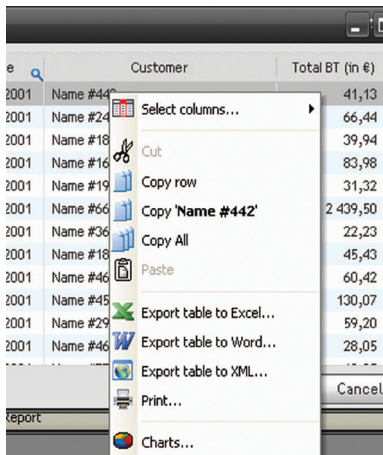 e Customer Total BT (in €)
2001 Name #442 41,13
Select columns...
2001 Name #24 66,44
2001 Name #18 39,94
Cut
2001 Name #16 83,98
2001 Name #19 Copy row 31,32
2001 Name #66 Copy 'Name #442' 2 439,50
2001 Name #36 22,23
Copy All
2001 Name #18 45,43
2001 Name #46 Paste 60,42
2001 Name #45 130,07
Export table to Excel...
2001 Name #29 59,20
2001 Name #46 Export table to Word... 28,05
Export table to XML...
Cancel
Print...
Report
Charts...